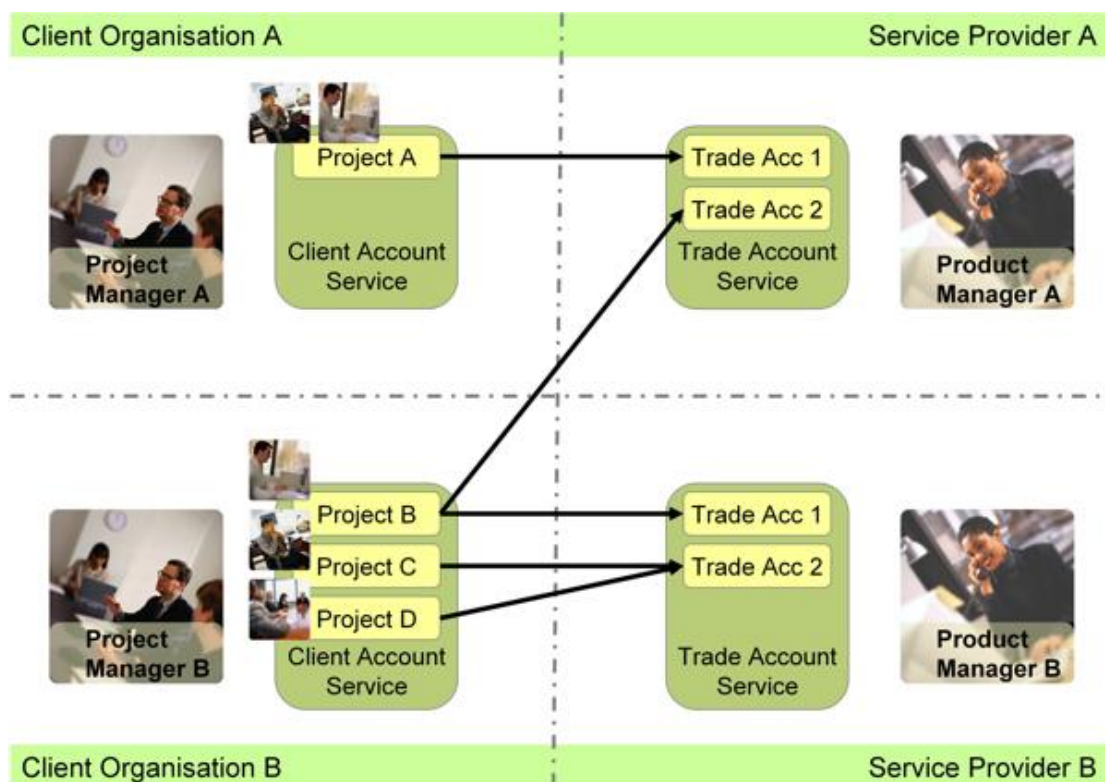 Client Organisation A
Service Provider A
Project A
Client Account
Service
Project
Manager A
Trade Acc 1
Trade Acc 2
Trade Account
Service
Product
Manager A
Project B
Project C
Project D
Client Account
Service
Project
Manager B
Trade Acc 1
Trade Acc 2
Trade Account
Service
Product
Manager B
Client Organisation B
Service Provider B